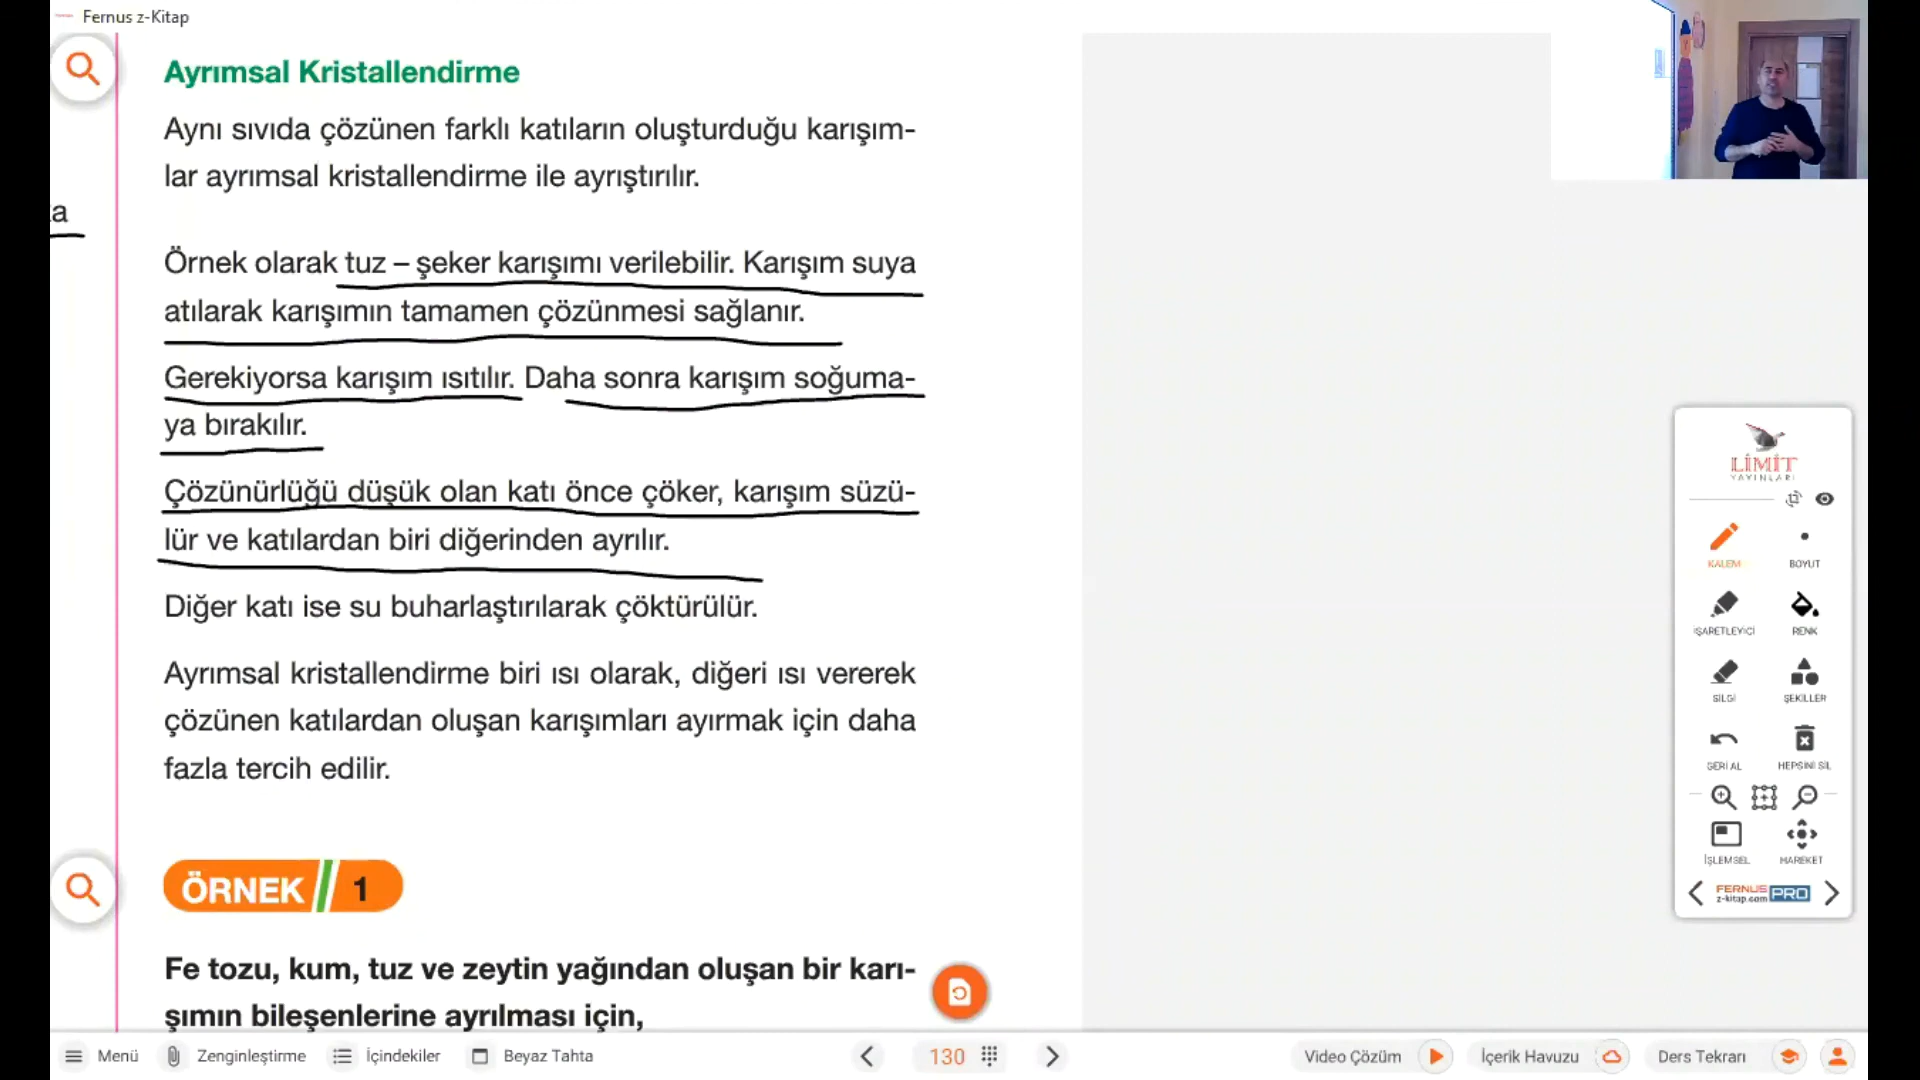 Fernus z-Kitap
Ayrımsal Kristallendirme
Aynı sıvıda çözünen farklı katıların oluşturduğu karışım-
lar ayrımsal kristallendirme ile ayrıştırılır.
a
Örnek olarak tuz – şeker karışımı verilebilir. Karışım suya
atılarak karışımın tamamen çözünmesi sağlanır.
Gerekiyorsa karışım ısıtılır. Daha sonra karışım soğuma-
ya bırakılır.
Çözünürlüğü düşük olan katı önce çöker, karışım süzü-
lür ve katılardan biri diğerinden ayrılır.
Diğer katı ise su buharlaştırılarak çöktürülür.
Ayrımsal kristallendirme biri ısı olarak, diğeri ısı vererek
çözünen katılardan oluşan karışımları ayırmak için daha
fazla tercih edilir.
ÖRNEK 1
Fe tozu, kum, tuz ve zeytin yağından oluşan bir karı-
şımın bileşenlerine ayrılması için,
LİMİT
YAYINLARI
KALEM BOYUT
İŞARETLEYİCİ RENK
SİLGİ ŞEKİLLER
GERİ AL HEPSİNİ SİL
İŞLEMSEL HAREKET
FERNUS
z-kitap.com PRO
Menü Zenginleştirme İçindekiler Beyaz Tahta 130 Video Çözüm İçerik Havuzu Ders Tekrarı